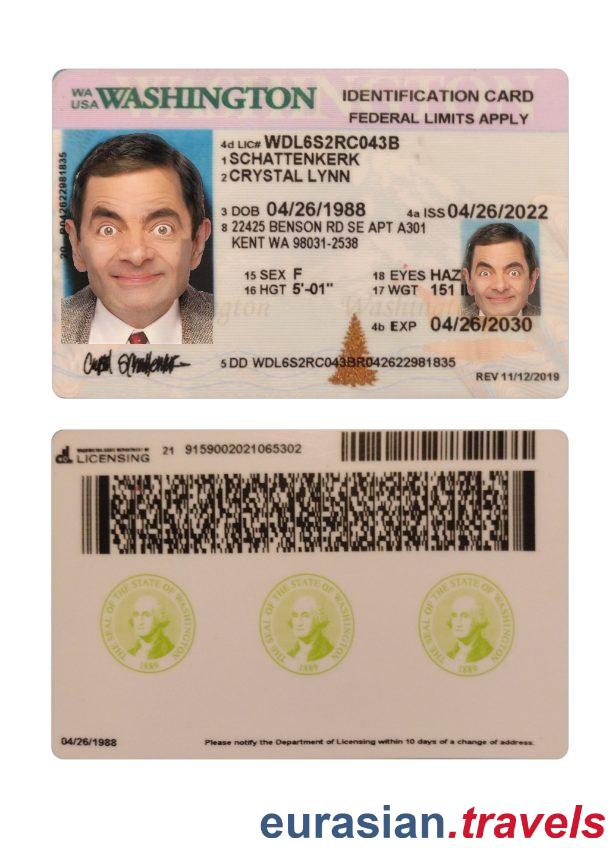 WA
USA WASHINGTON IDENTIFICATION CARD
FEDERAL LIMITS APPLY
4d LIC# WDL6S2RC043B
1 SCHATTENKERK
2 CRYSTAL LYNN
3 DOB 04/26/1988 4a ISS 04/26/2022
8 22425 BENSON RD SE APT A301
KENT WA 98031-2538
15 SEX F 18 EYES HAZ
16 HGT 5'-01" 17 WGT 151
4b EXP 04/26/2030
5 DD WDL6S2RC043BR042622981835
REV 11/12/2019
20 R042622981835
LICENSING 21 9159002021065302
THE SEAL OF THE STATE OF WASHINGTON
1889
THE SEAL OF THE STATE OF WASHINGTON
1889
THE SEAL OF THE STATE OF WASHINGTON
1889
04/26/1988 Please notify the Department of Licensing within 10 days of a change of address.
eurasian.travels